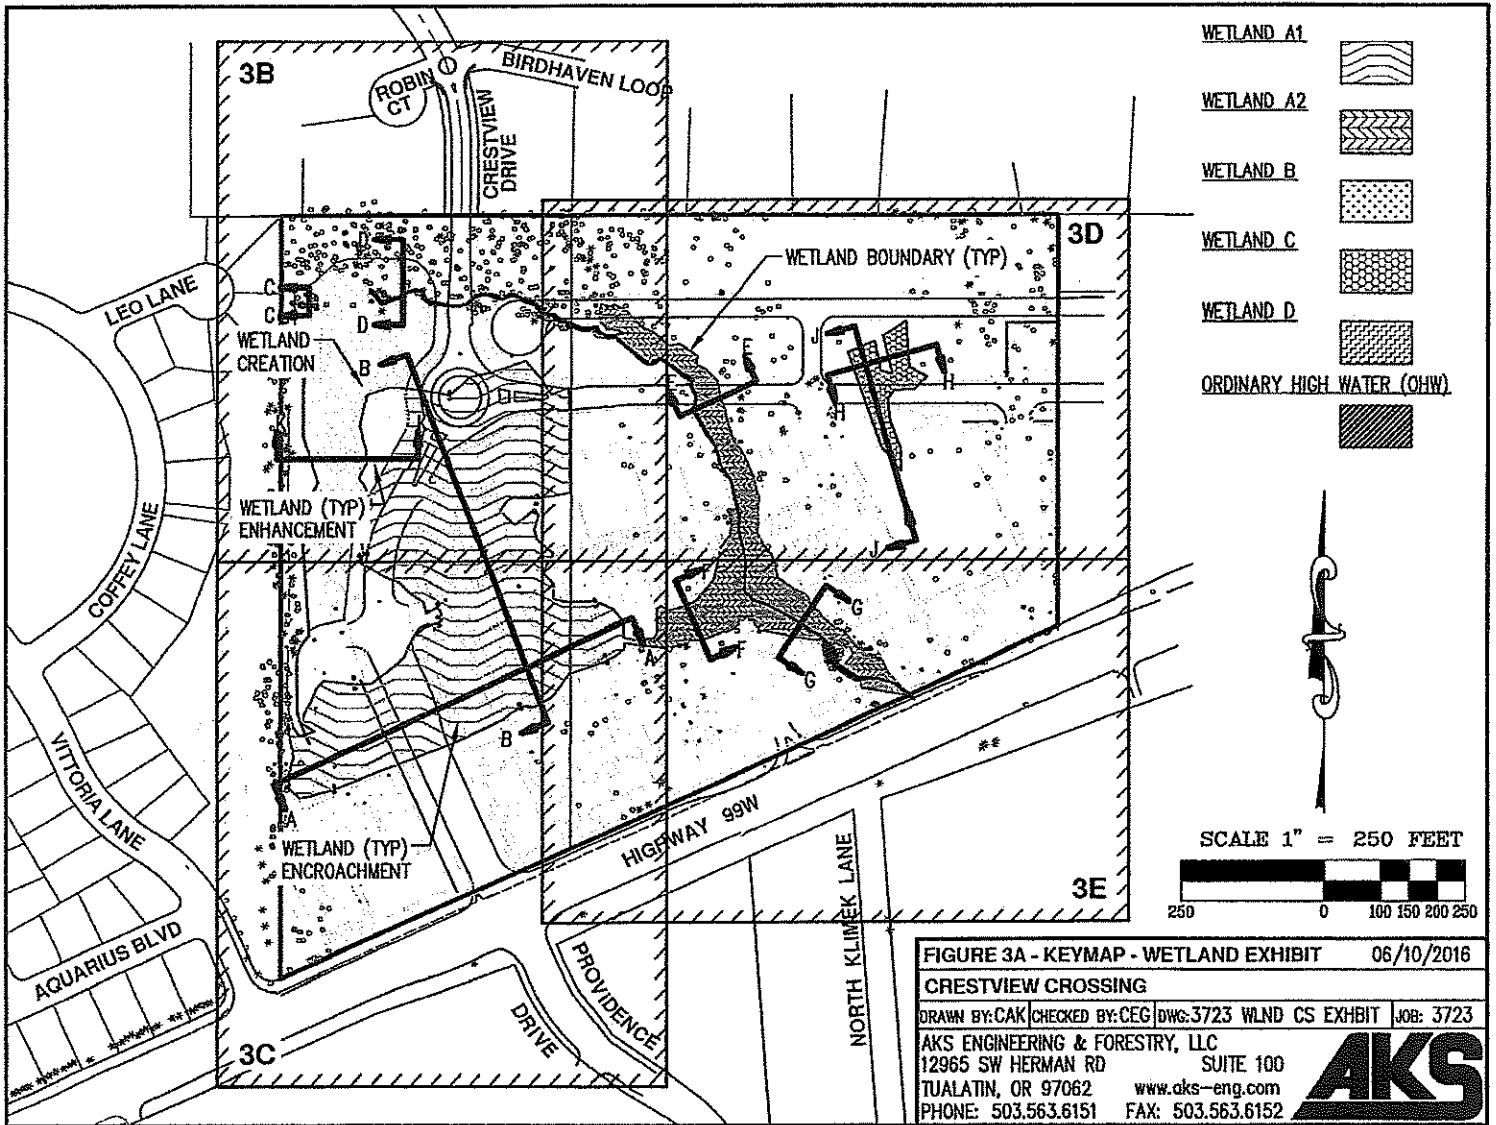 3B
ROBIN
CT
BIRDHAVEN LOOP
CRESTVIEW
DRIVE
3D
WETLAND BOUNDARY (TYP)
LEO LANE
C
C
D
WETLAND
CREATION
B
E
J
H
H
WETLAND (TYP)
ENHANCEMENT
COFFEY LANE
J
F
G
A
F
G
B
VITTORIA LANE
A
WETLAND (TYP)
ENCROACHMENT
HIGHWAY 99W
NORTH KLIMEK LANE
3E
AQUARIUS BLVD
PROVIDENCE
DRIVE
3C
WETLAND A1
WETLAND A2
WETLAND B
WETLAND C
WETLAND D
ORDINARY HIGH WATER (OHW)
SCALE 1" = 250 FEET
250 0 100 150 200 250
FIGURE 3A - KEYMAP - WETLAND EXHIBIT 06/10/2016
CRESTVIEW CROSSING
DRAWN BY:CAK CHECKED BY:CEG DWG:3723 WLND CS EXHBIT JOB: 3723
AKS ENGINEERING & FORESTRY, LLC
12965 SW HERMAN RD SUITE 100
TUALATIN, OR 97062 www.aks-eng.com
PHONE: 503.563.6151 FAX: 503.563.6152
AKS